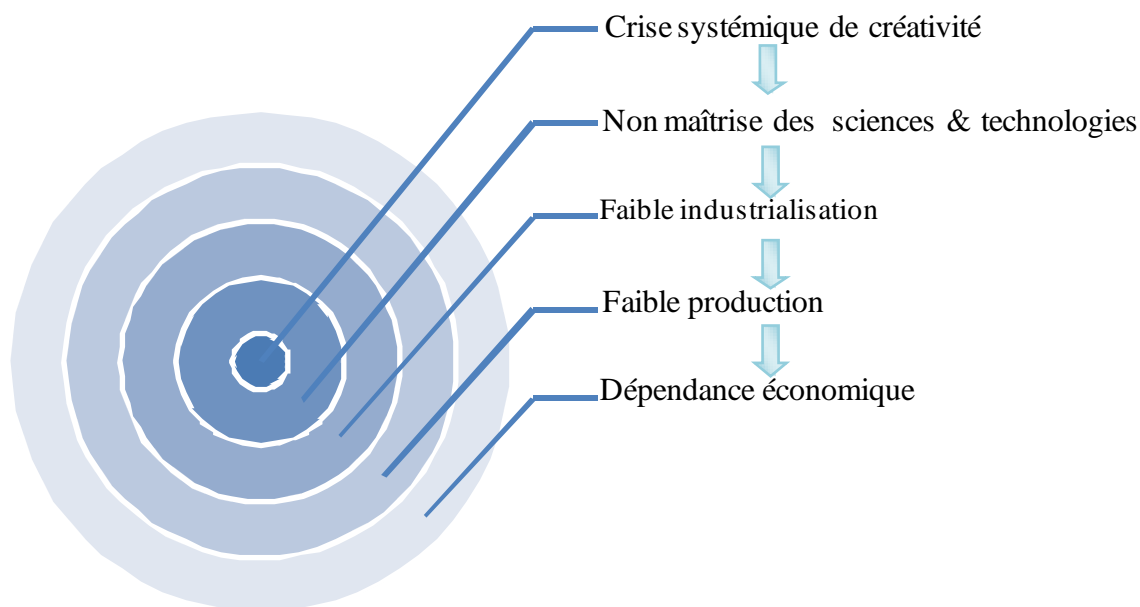 Crise systémique de créativité
Non maîtrise des sciences & technologies
Faible industrialisation
Faible production
Dépendance économique